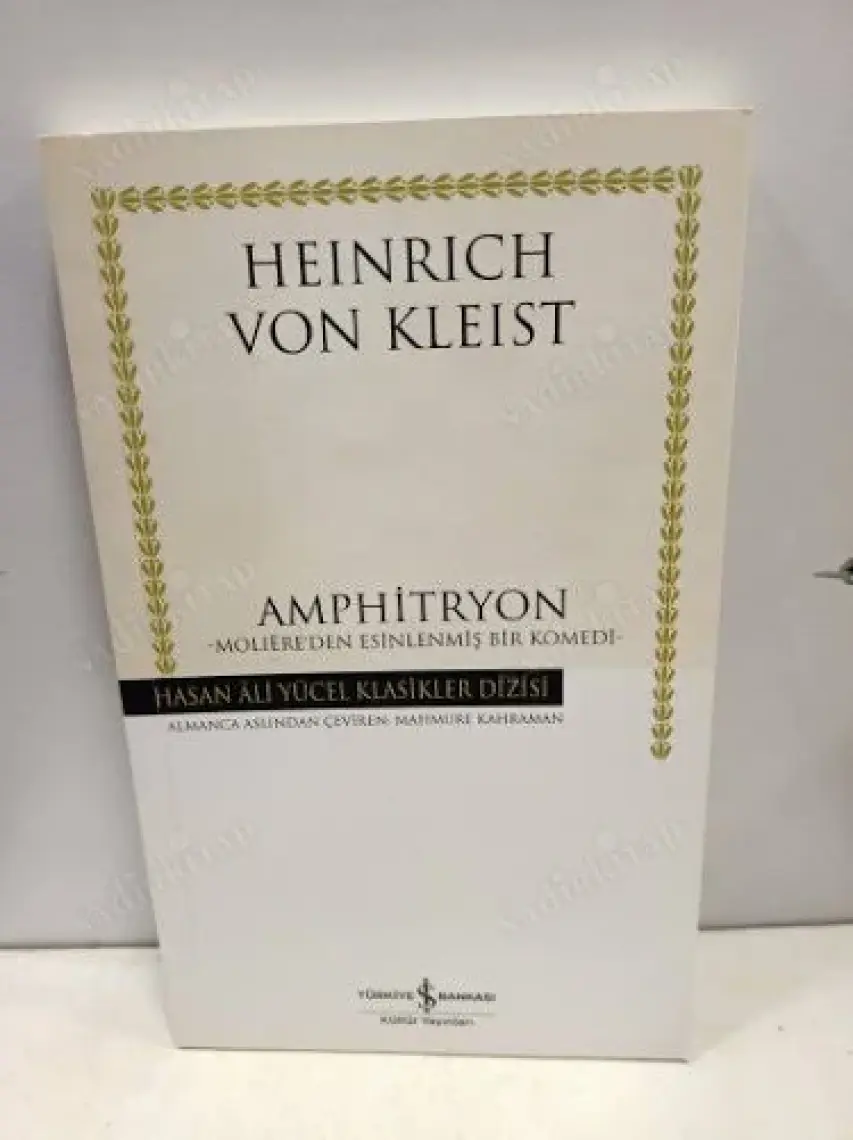 HEINRICH
VON KLEIST
AMPHİTRYON
-MOLIÈRE'DEN ESİNLENMİŞ BİR KOMEDİ-
HASAN ÂLİ YÜCEL KLASİKLER DİZİSİ
ALMANCA ASLINDAN ÇEVİREN: MAHMURE KAHRAMAN
TÜRKİYE İŞ BANKASI
Kültür Yayınları